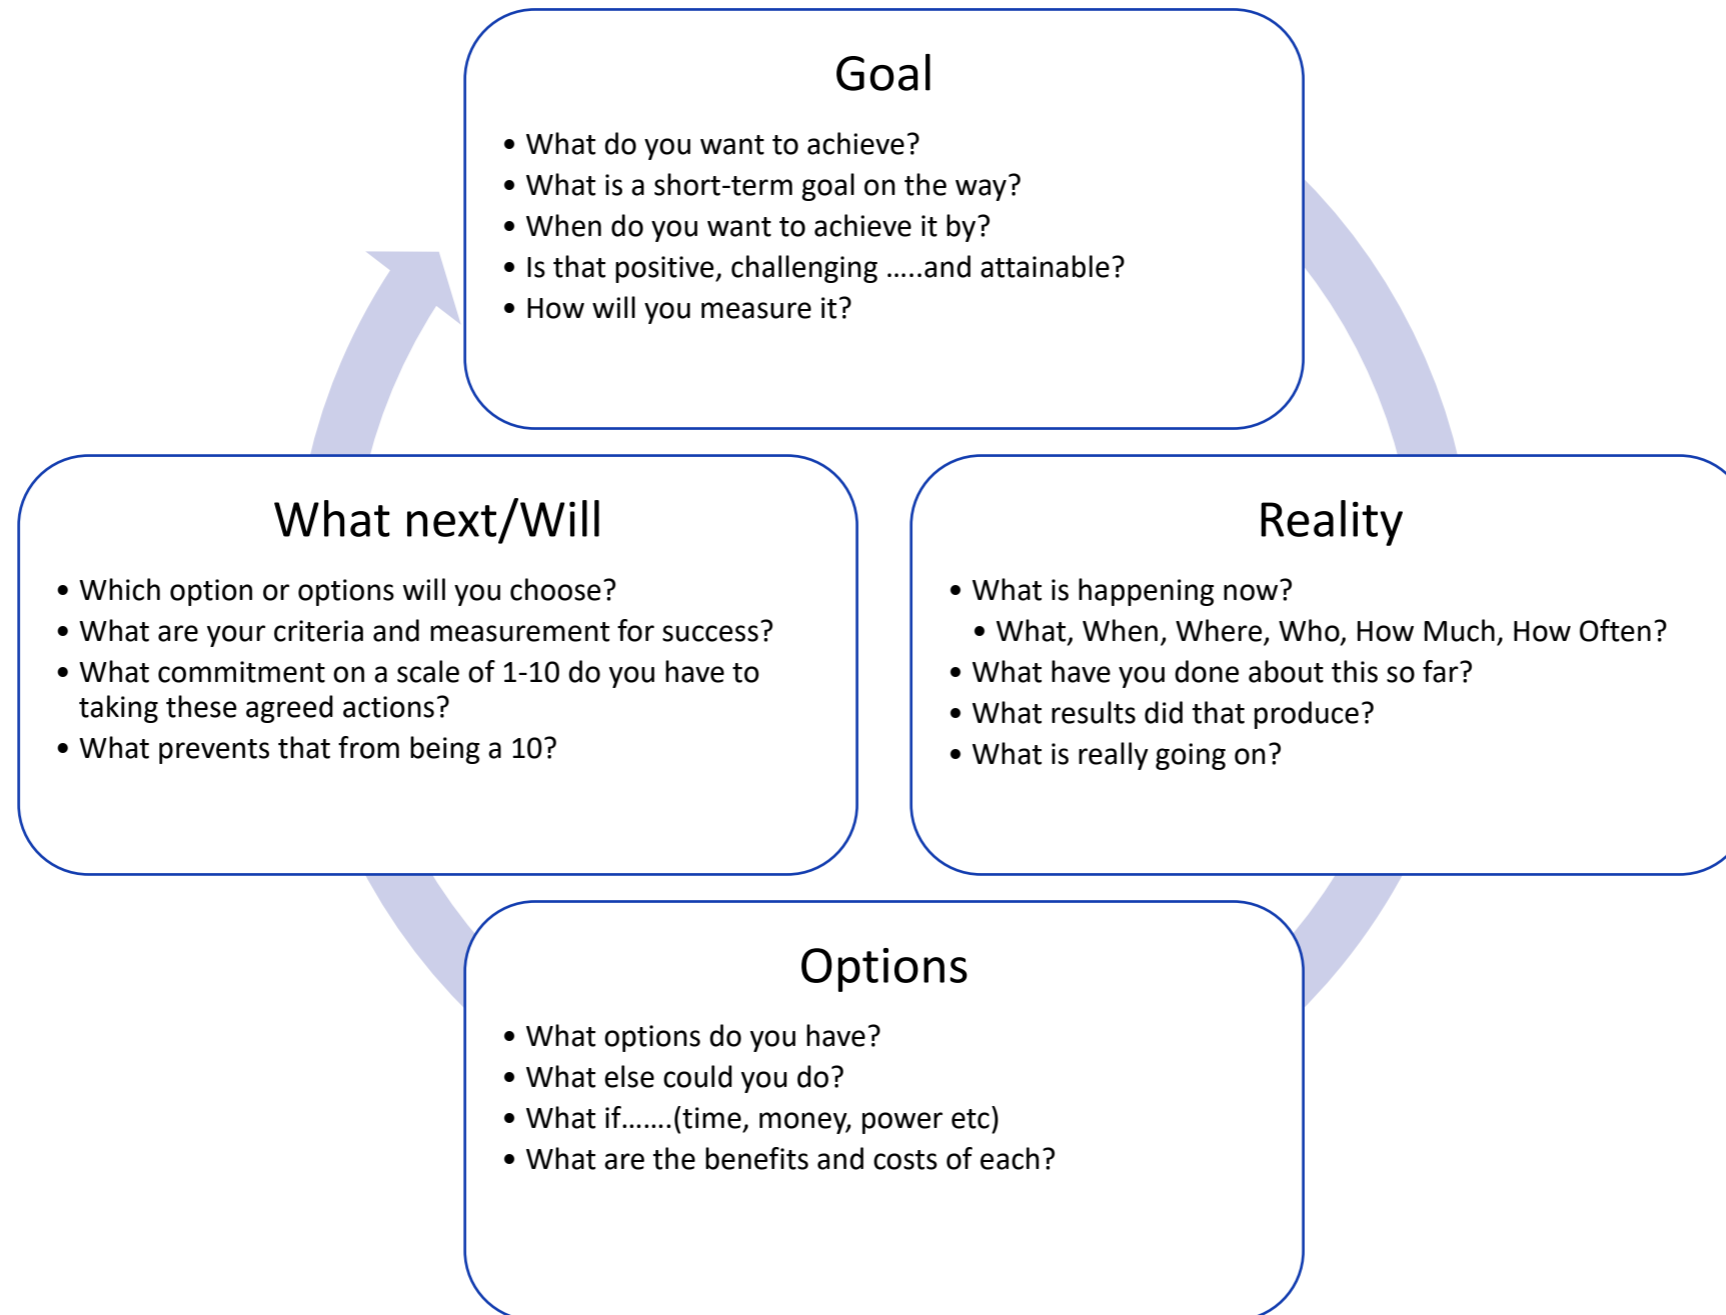 Goal
• What do you want to achieve?
• What is a short-term goal on the way?
• When do you want to achieve it by?
• Is that positive, challenging .....and attainable?
• How will you measure it?
What next/Will
• Which option or options will you choose?
• What are your criteria and measurement for success?
• What commitment on a scale of 1-10 do you have to
taking these agreed actions?
• What prevents that from being a 10?
Reality
• What is happening now?
• What, When, Where, Who, How Much, How Often?
• What have you done about this so far?
• What results did that produce?
• What is really going on?
Options
• What options do you have?
• What else could you do?
• What if.......(time, money, power etc)
• What are the benefits and costs of each?